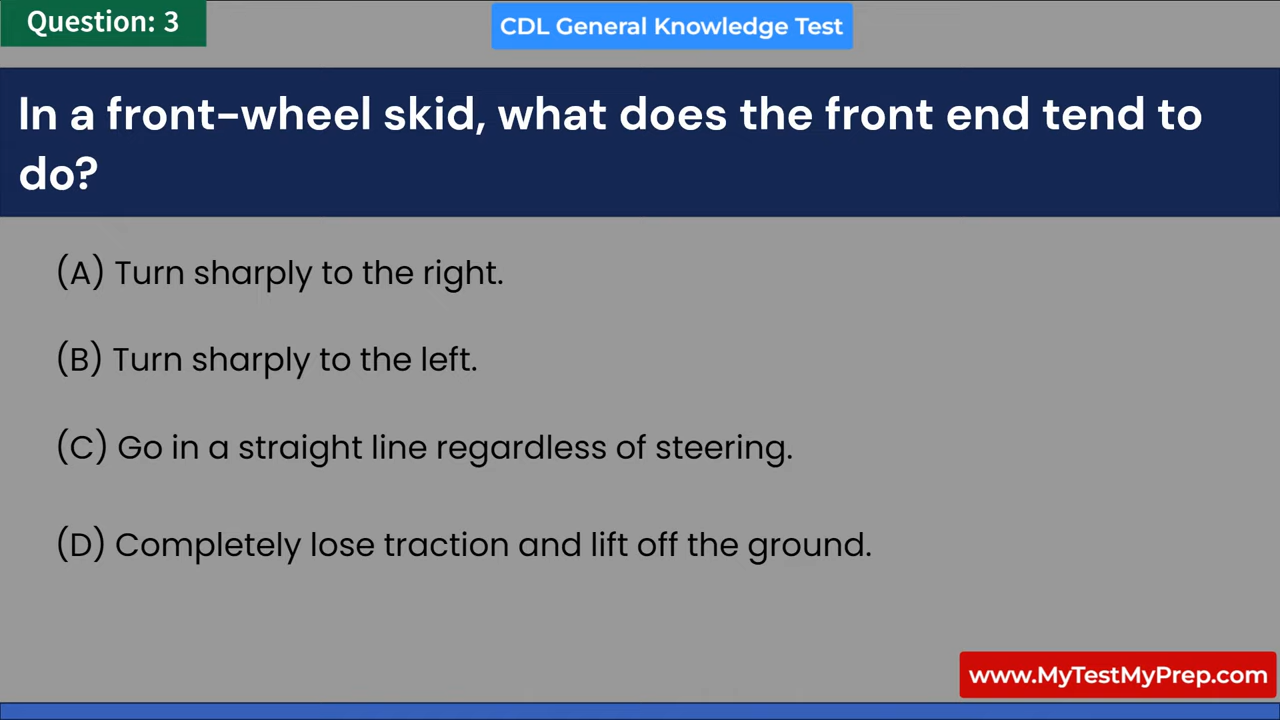 Question: 3
CDL General Knowledge Test
In a front-wheel skid, what does the front end tend to
do?
(A) Turn sharply to the right.
(B) Turn sharply to the left.
(C) Go in a straight line regardless of steering.
(D) Completely lose traction and lift off the ground.
www.MyTestMyPrep.com